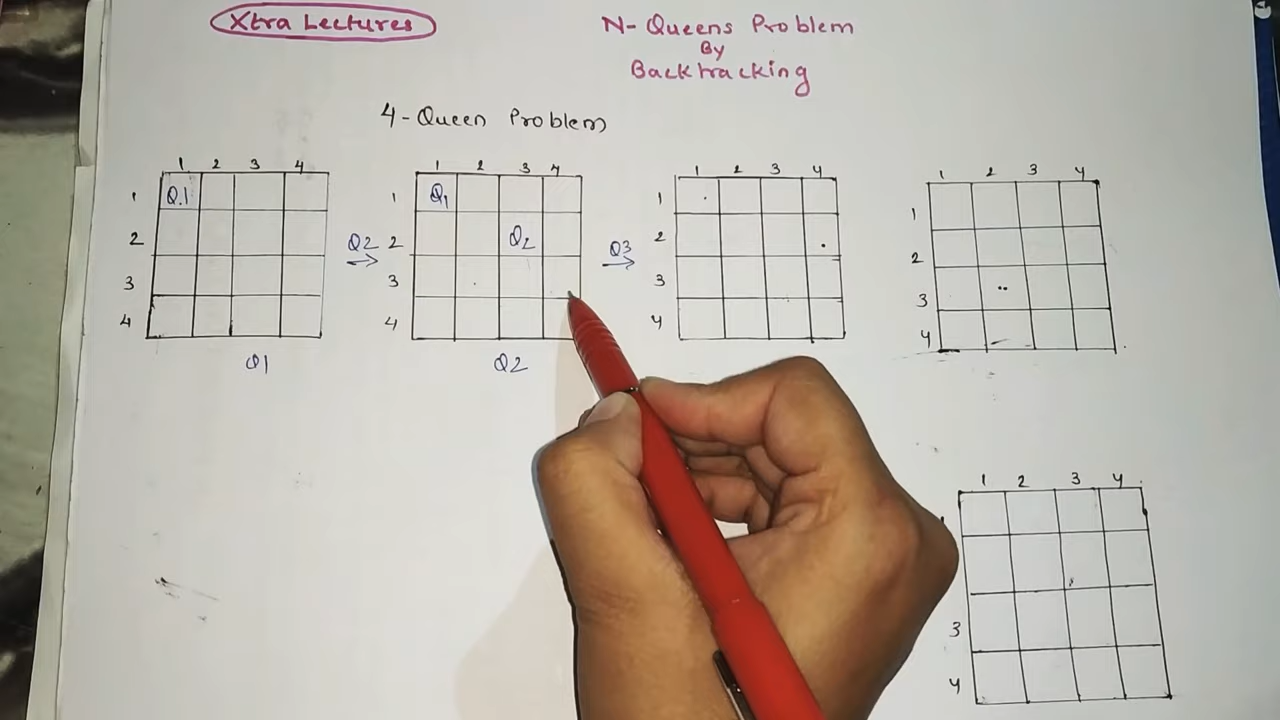 Xtra Lectures
N-Queens Problem
By
Backtracking
4-Queen Problem
1 2 3 4
1 Q.1
2
3
4
Q1
Q2
1 2 3 4
1 Q1
2 Q2
3
4
Q2
Q3
1 2 3 4
1
2
3
4
1 2 3 4
1
2
3
4
1 2 3 4
3
4